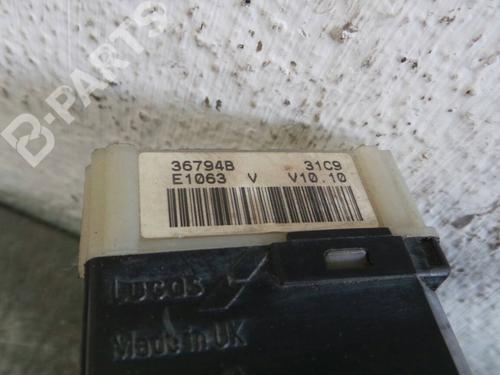 B-Parts
36794B 31C9
E1063 V V10.10
Lucas
Made in UK